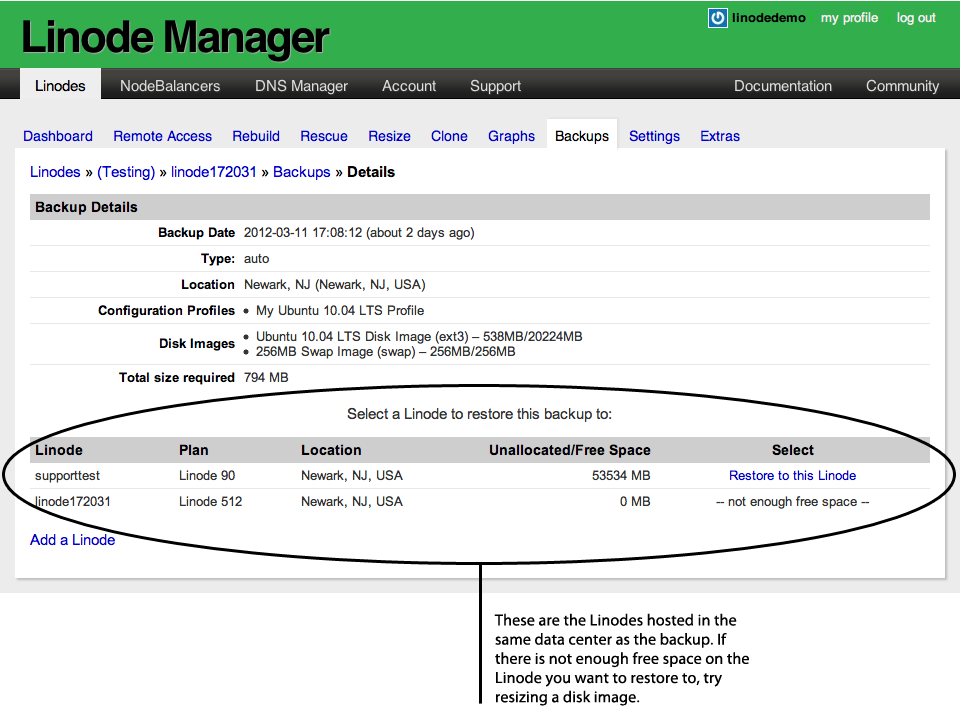 Linode Manager
linodedemo my profile log out
Linodes NodeBalancers DNS Manager Account Support Documentation Community
Dashboard Remote Access Rebuild Rescue Resize Clone Graphs Backups Settings Extras
Linodes » (Testing) » linode172031 » Backups » Details
Backup Details
Backup Date 2012-03-11 17:08:12 (about 2 days ago)
Type: auto
Location Newark, NJ (Newark, NJ, USA)
Configuration Profiles • My Ubuntu 10.04 LTS Profile
Disk Images • Ubuntu 10.04 LTS Disk Image (ext3) – 538MB/20224MB
• 256MB Swap Image (swap) – 256MB/256MB
Total size required 794 MB
Select a Linode to restore this backup to:
Linode Plan Location Unallocated/Free Space Select
supporttest Linode 90 Newark, NJ, USA 53534 MB Restore to this Linode
linode172031 Linode 512 Newark, NJ, USA 0 MB -- not enough free space --
Add a Linode
These are the Linodes hosted in the
same data center as the backup. If
there is not enough free space on the
Linode you want to restore to, try
resizing a disk image.